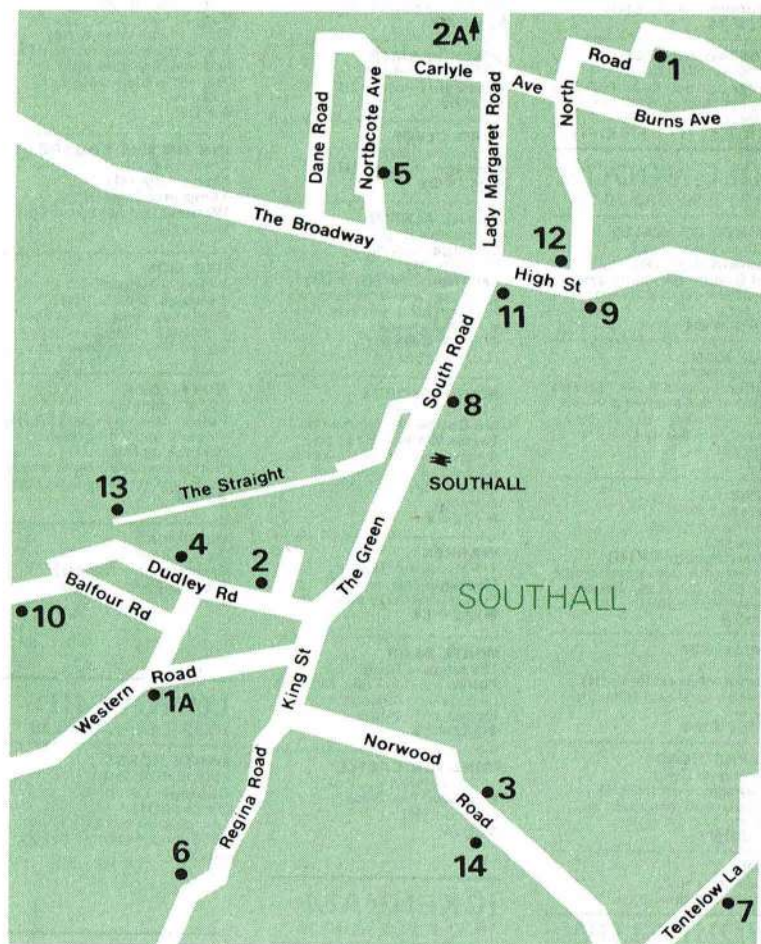 2A
Carlyle Ave
North Road
1
Burns Ave
Dane Road
Nortbcote Ave
5
Lady Margaret Road
The Broadway
12
High St
11
9
South Road
8
SOUTHALL
The Straight
13
The Green
4
2
Dudley Rd
SOUTHALL
Balfour Rd
10
Western Road
1A
King St
Norwood Road
3
Regina Road
14
6
Tentelow La
7